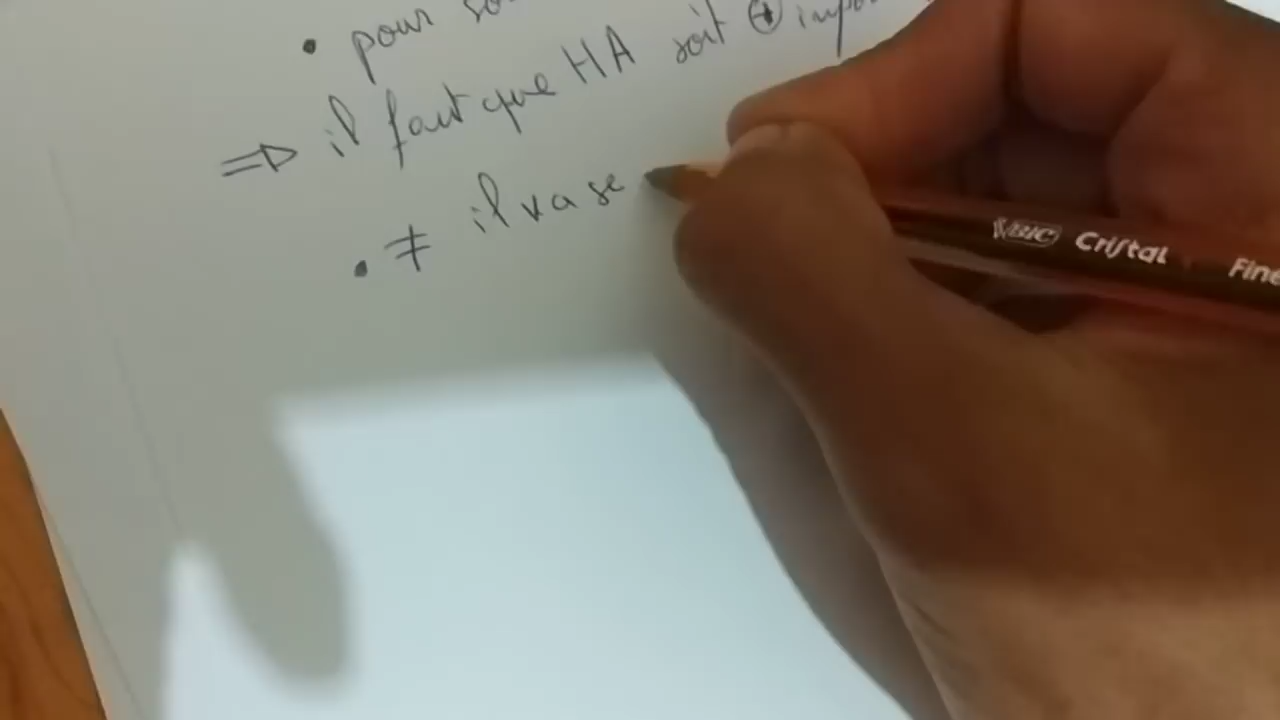 • pour
=> il faut que HA soit ⊕
• ≠ il va se
BIC Cristal Fine